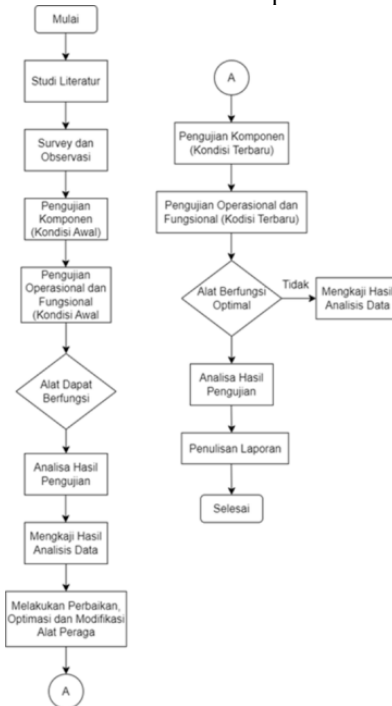 Mulai
Studi Literatur
Survey dan
Observasi
Pengujian
Komponen
(Kondisi Awal)
Pengujian
Operasional dan
Fungsional
(Kondisi Awal
Alat Dapat
Berfungsi
Analisa Hasil
Pengujian
Mengkaji Hasil
Analisis Data
Melakukan Perbaikan,
Optimasi dan Modifikasi
Alat Peraga
A
A
Pengujian Komponen
(Kondisi Terbaru)
Pengujian Operasional dan
Fungsional (Kodisi Terbaru)
Alat Berfungsi
Optimal
Tidak
Mengkaji Hasil
Analisis Data
Analisa Hasil
Pengujian
Penulisan Laporan
Selesai